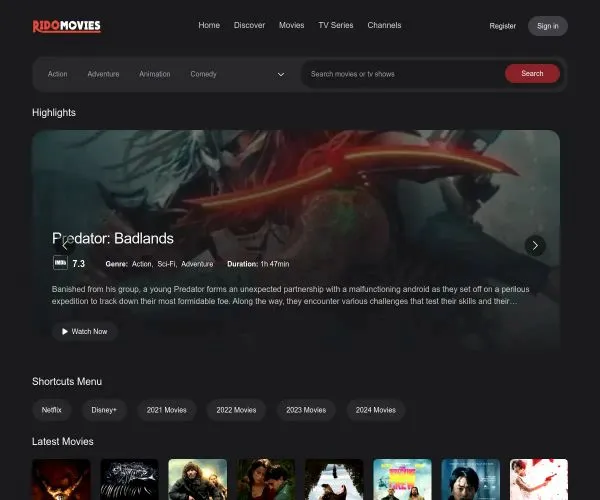 RIDOMOVIES
Home Discover Movies TV Series Channels
Register Sign in
Action Adventure Animation Comedy
Search movies or tv shows Search
Highlights
Predator: Badlands
IMDb 7.3 Genre: Action, Sci-Fi, Adventure Duration: 1h 47min
Banished from his group, a young Predator forms an unexpected partnership with a malfunctioning android as they set off on a perilous
expedition to track down their most formidable foe. Along the way, they encounter various challenges that test their skills and their…
Watch Now
Shortcuts Menu
Netflix Disney+ 2021 Movies 2022 Movies 2023 Movies 2024 Movies
Latest Movies